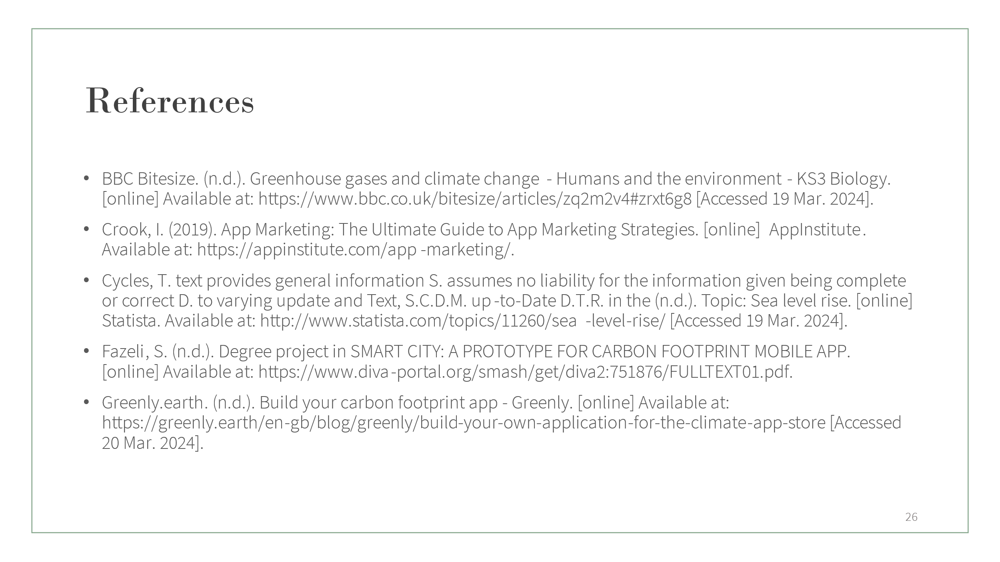 References
• BBC Bitesize. (n.d.). Greenhouse gases and climate change - Humans and the environment - KS3 Biology.
[online] Available at: https://www.bbc.co.uk/bitesize/articles/zq2m2v4#zrxt6g8 [Accessed 19 Mar. 2024].
• Crook, I. (2019). App Marketing: The Ultimate Guide to App Marketing Strategies. [online] AppInstitute.
Available at: https://appinstitute.com/app -marketing/.
• Cycles, T. text provides general information S. assumes no liability for the information given being complete
or correct D. to varying update and Text, S.C.D.M. up -to-Date D.T.R. in the (n.d.). Topic: Sea level rise. [online]
Statista. Available at: http://www.statista.com/topics/11260/sea -level-rise/ [Accessed 19 Mar. 2024].
• Fazeli, S. (n.d.). Degree project in SMART CITY: A PROTOTYPE FOR CARBON FOOTPRINT MOBILE APP.
[online] Available at: https://www.diva-portal.org/smash/get/diva2:751876/FULLTEXT01.pdf.
• Greenly.earth. (n.d.). Build your carbon footprint app - Greenly. [online] Available at:
https://greenly.earth/en-gb/blog/greenly/build-your-own-application-for-the-climate-app-store [Accessed
20 Mar. 2024].
26